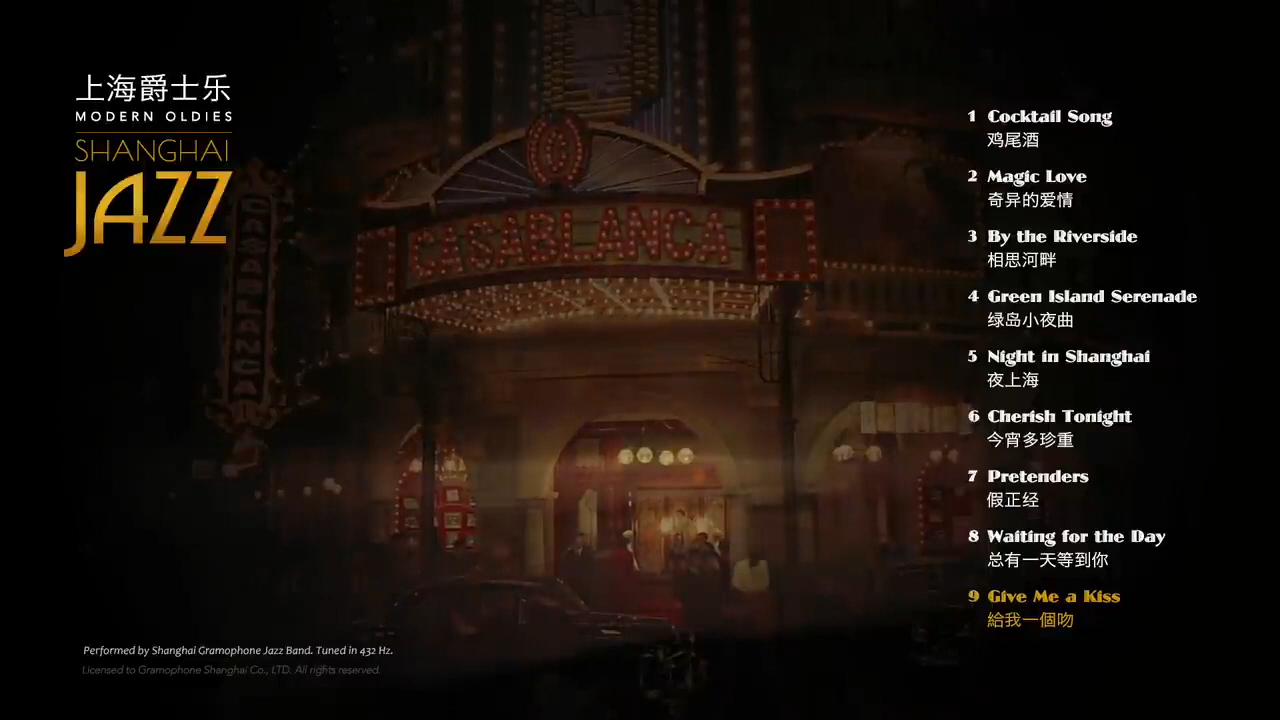 上海爵士乐
MODERN OLDIES
SHANGHAI
JAZZ
CASABLANCA
CASABLANCA
1 Cocktail Song
鸡尾酒
2 Magic Love
奇异的爱情
3 By the Riverside
相思河畔
4 Green Island Serenade
绿岛小夜曲
5 Night in Shanghai
夜上海
6 Cherish Tonight
今宵多珍重
7 Pretenders
假正经
8 Waiting for the Day
总有一天等到你
9 Give Me a Kiss
給我一個吻
Performed by Shanghai Gramophone Jazz Band. Tuned in 432 Hz.
Licensed to Gramophone Shanghai Co., LTD. All rights reserved.